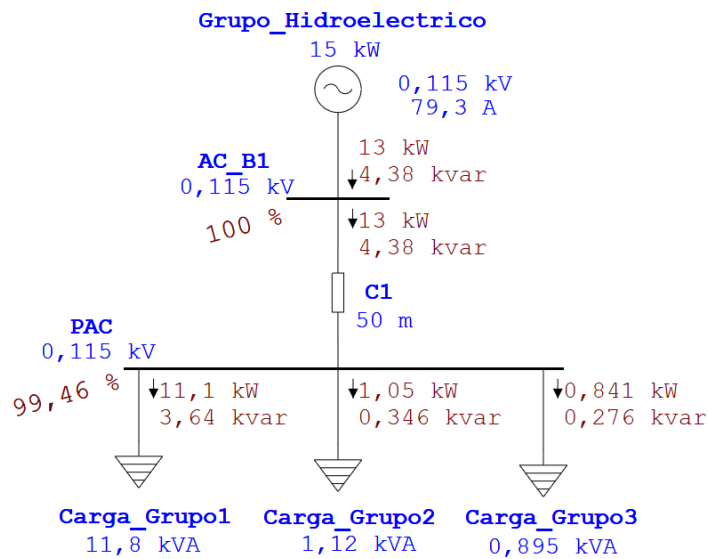 Grupo_Hidroelectrico
15 kW
0,115 kV
79,3 A
13 kW
4,38 kvar
AC_B1
0,115 kV
100 %
13 kW
4,38 kvar
C1
50 m
PAC
0,115 kV
99,46 %
11,1 kW
3,64 kvar
1,05 kW
0,346 kvar
0,841 kW
0,276 kvar
Carga_Grupo1
11,8 kVA
Carga_Grupo2
1,12 kVA
Carga_Grupo3
0,895 kVA